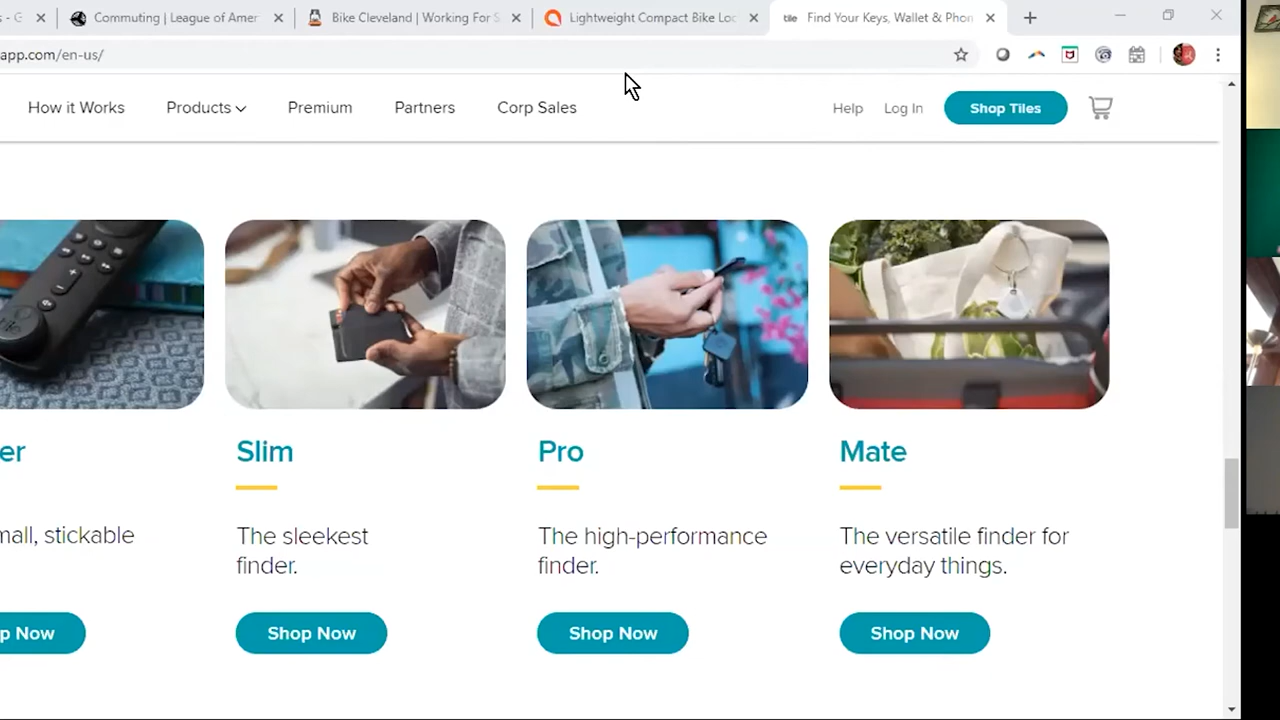 s - G
Commuting | League of Amer
Bike Cleveland | Working For S
Lightweight Compact Bike Loc
tile Find Your Keys, Wallet & Phon
app.com/en-us/
How it Works
Products
Premium
Partners
Corp Sales
Help
Log In
Shop Tiles
er
Slim
Pro
Mate
mall, stickable
The sleekest
finder.
The high-performance
finder.
The versatile finder for
everyday things.
p Now
Shop Now
Shop Now
Shop Now